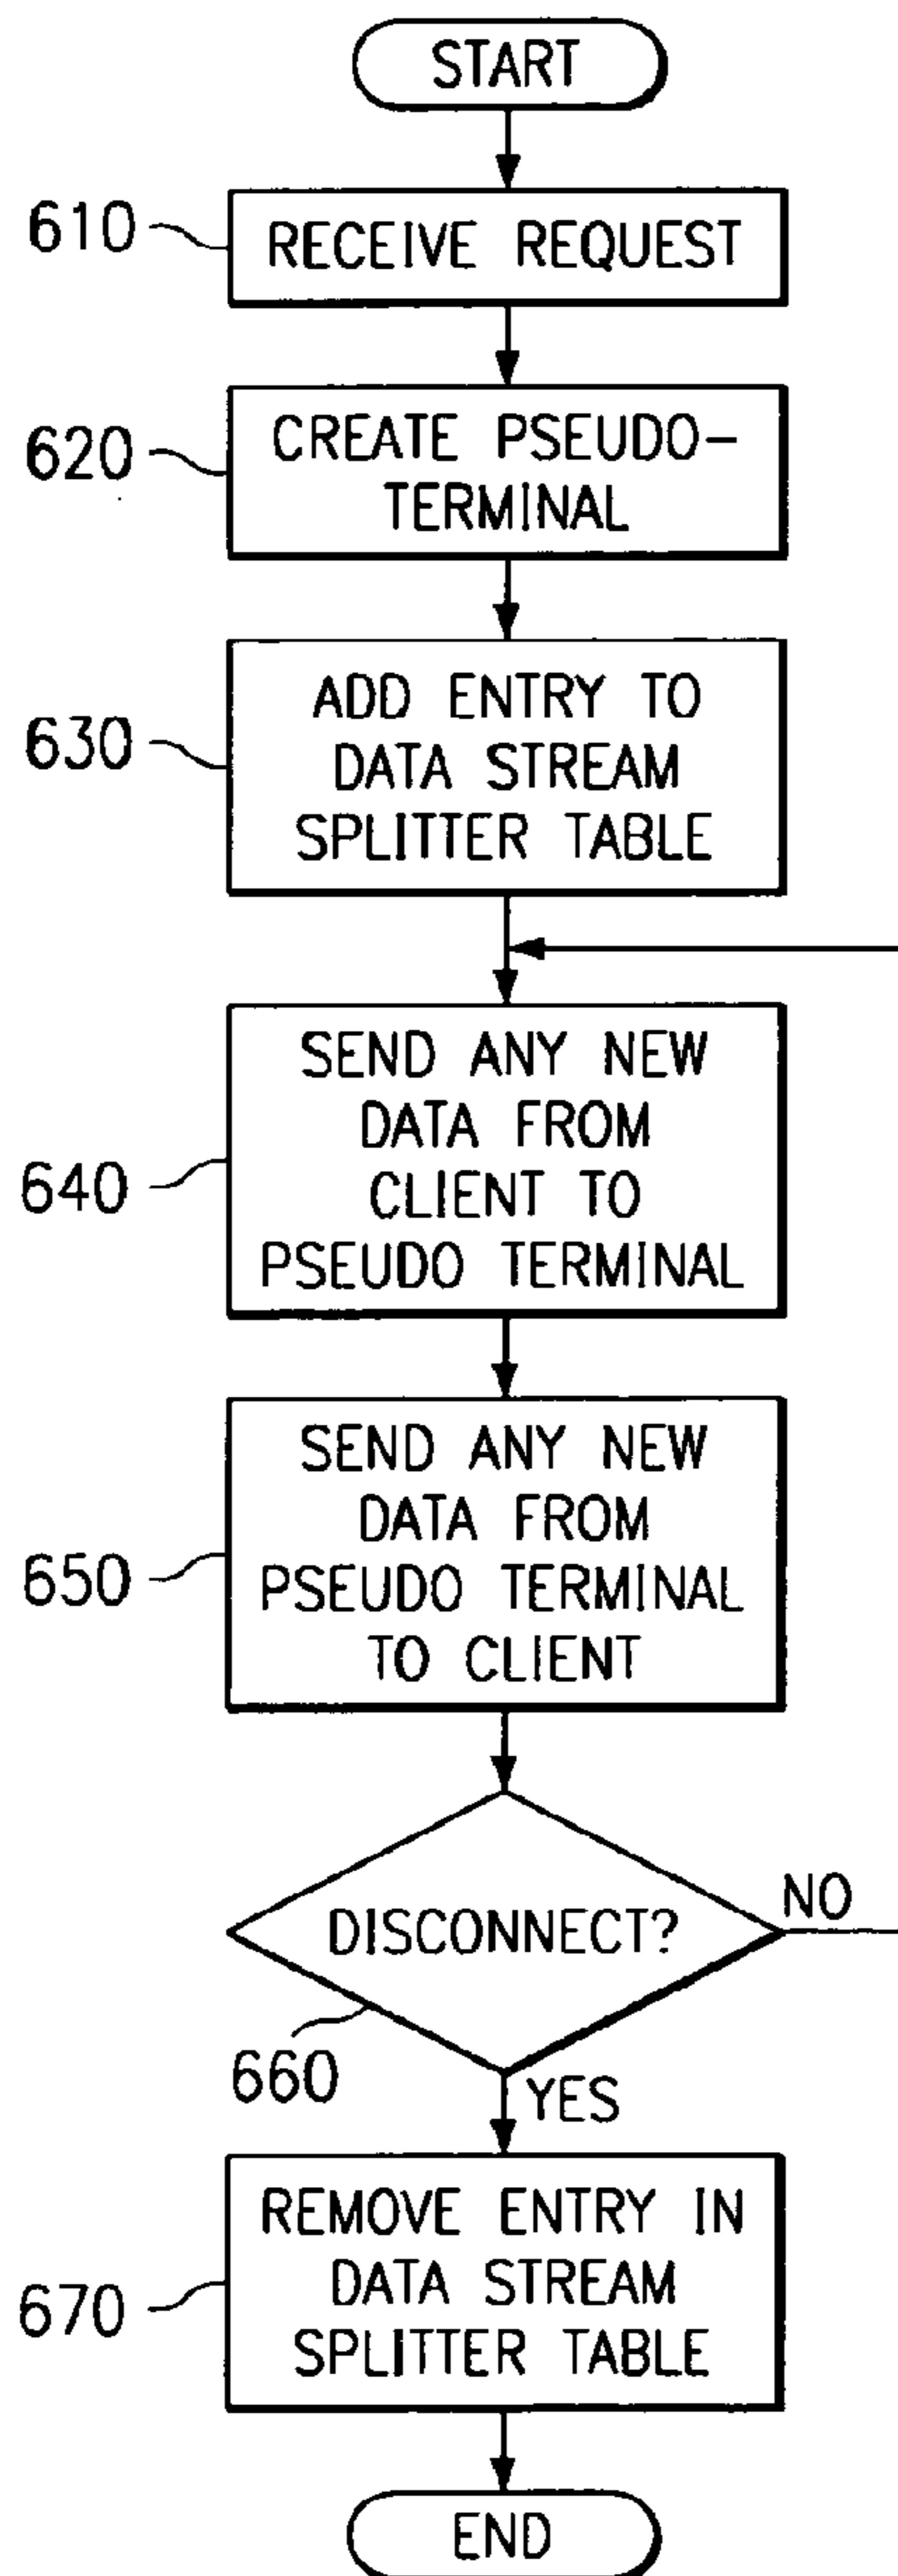 START
610
RECEIVE REQUEST
620
CREATE PSEUDO-
TERMINAL
630
ADD ENTRY TO
DATA STREAM
SPLITTER TABLE
640
SEND ANY NEW
DATA FROM
CLIENT TO
PSEUDO TERMINAL
650
SEND ANY NEW
DATA FROM
PSEUDO TERMINAL
TO CLIENT
DISCONNECT?
NO
660
YES
670
REMOVE ENTRY IN
DATA STREAM
SPLITTER TABLE
END